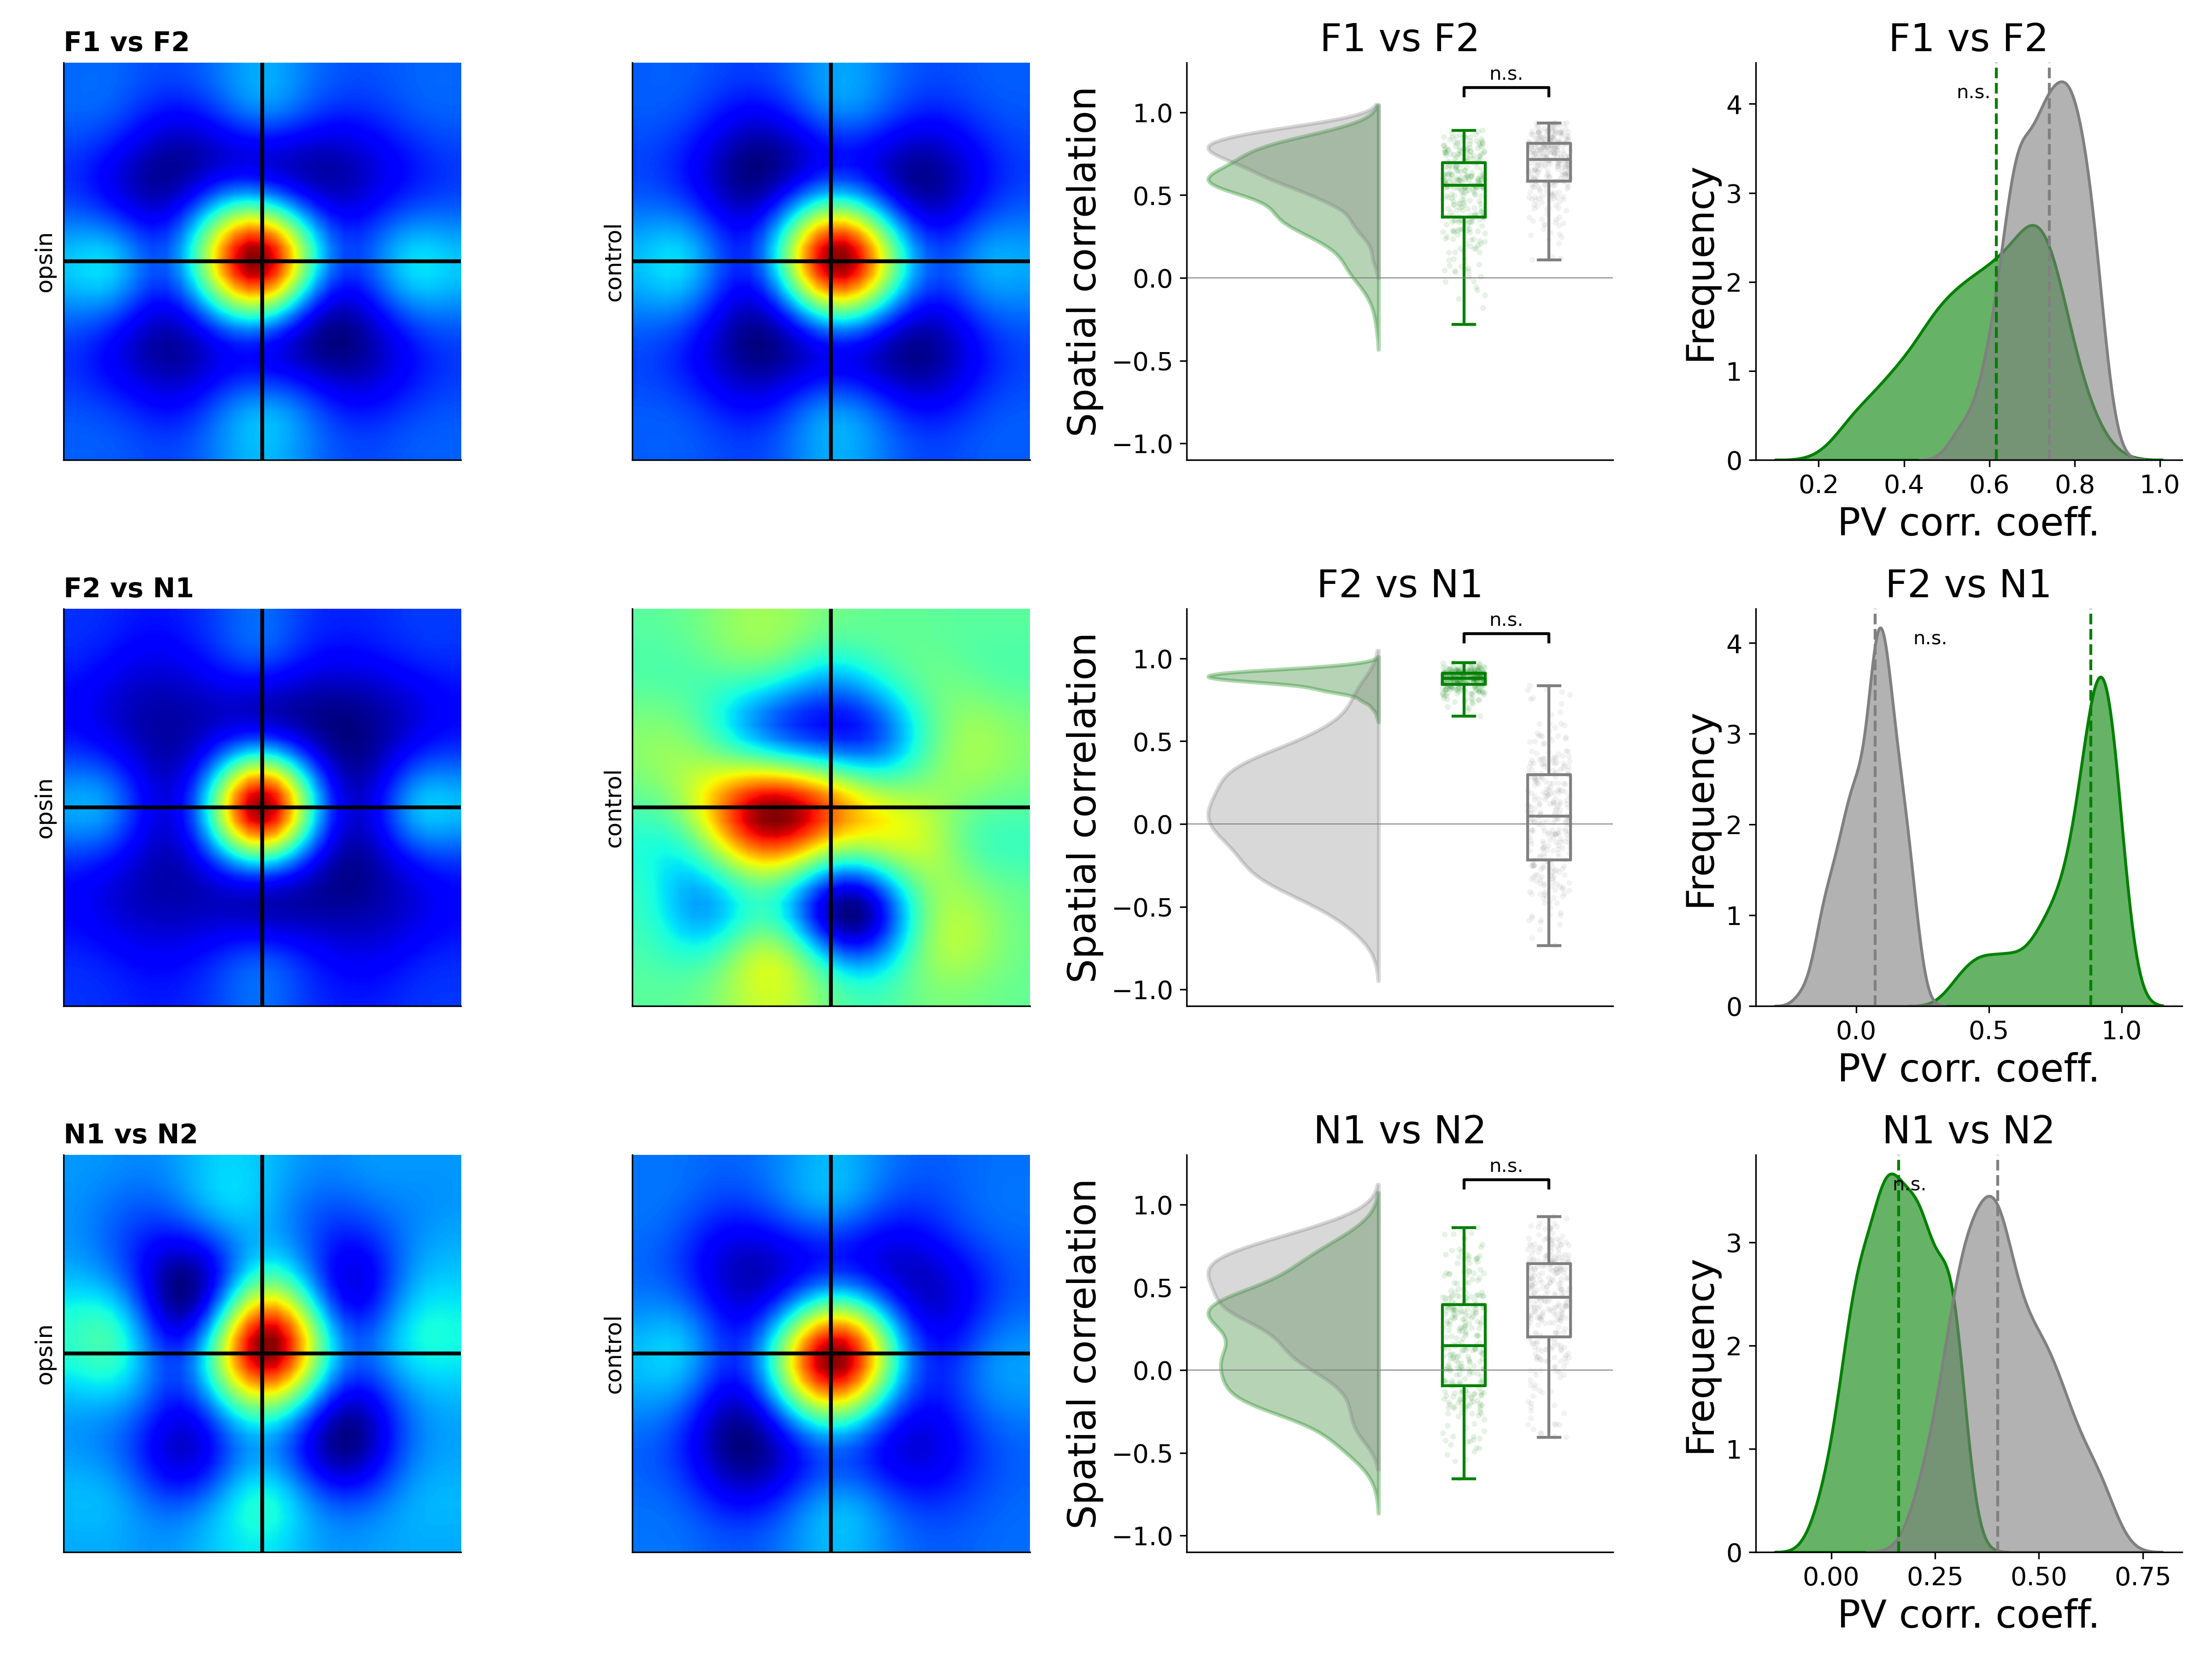 F1 vs F2
opsin
control
F1 vs F2
n.s.
Spatial correlation
1.0
0.5
0.0
−0.5
−1.0
F1 vs F2
n.s.
Frequency
4
3
2
1
0
0.2 0.4 0.6 0.8 1.0
PV corr. coeff.
F2 vs N1
opsin
control
F2 vs N1
n.s.
Spatial correlation
1.0
0.5
0.0
−0.5
−1.0
F2 vs N1
n.s.
Frequency
4
3
2
1
0
0.0 0.5 1.0
PV corr. coeff.
N1 vs N2
opsin
control
N1 vs N2
n.s.
Spatial correlation
1.0
0.5
0.0
−0.5
−1.0
N1 vs N2
n.s.
Frequency
3
2
1
0
0.00 0.25 0.50 0.75
PV corr. coeff.